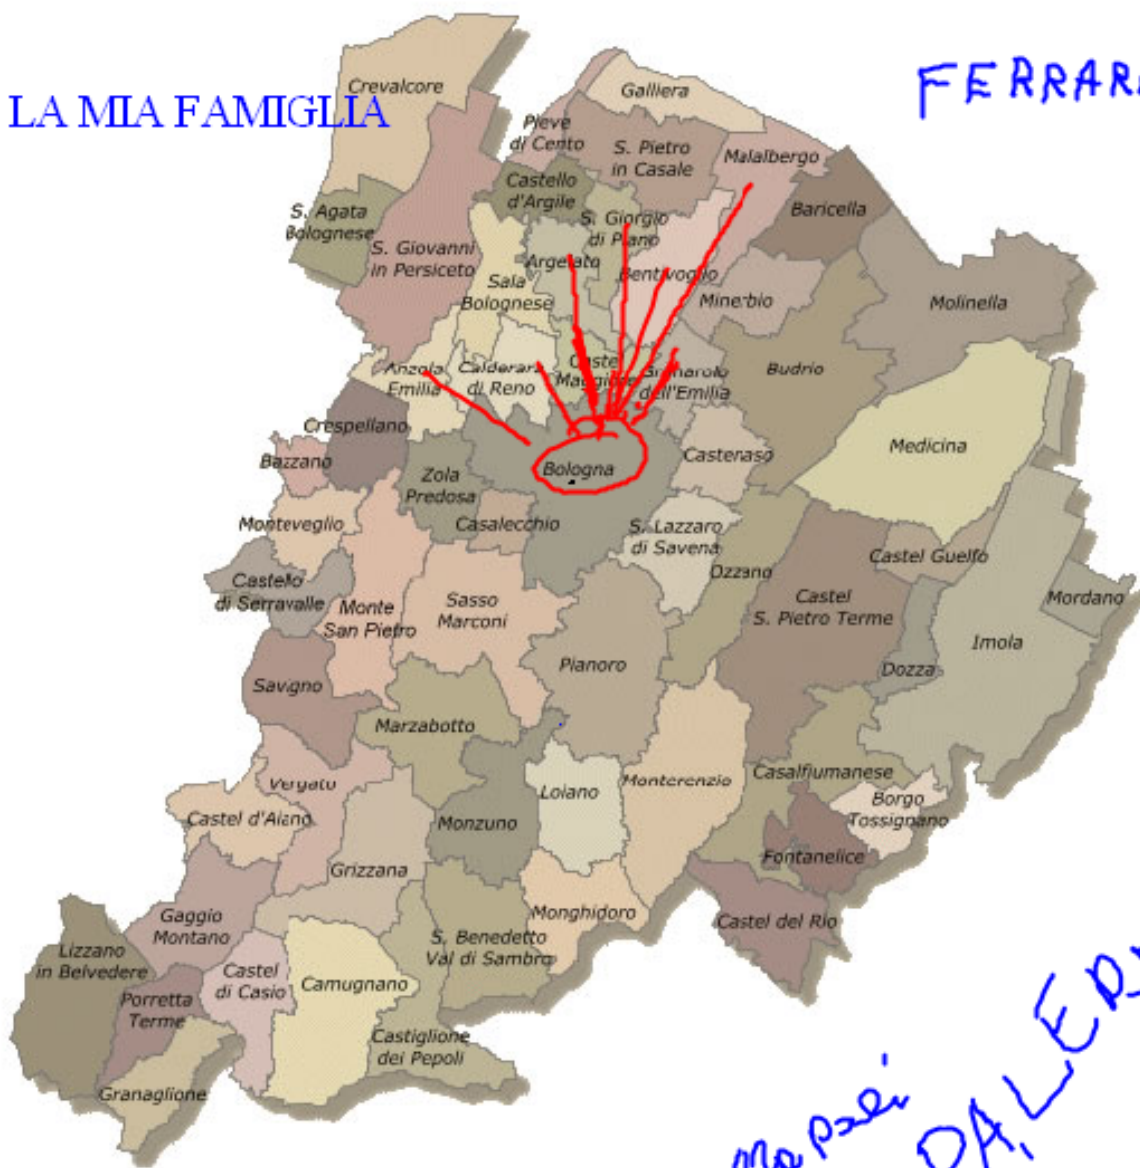 LA MIA FAMIGLIA
FERRAR
Crevalcore
Galliera
Pieve
di Cento
S. Pietro
in Casale
Malalbergo
Castello
d'Argile
Baricella
S. Agata
Bolognese
S. Giorgio
di Piano
S. Giovanni
in Persiceto
Argelato
Bentivoglio
Sala
Bolognese
Minerbio
Molinella
Anzola
Emilia
Calderara
di Reno
Castel
Maggiore
Granarolo
dell'Emilia
Budrio
Crespellano
Medicina
Bazzano
Zola
Predosa
Bologna
Castenaso
Monteveglio
Casalecchio
S. Lazzaro
di Savena
Castel Guelfo
Castello
di Serravalle
Ozzano
Mordano
Monte
San Pietro
Sasso
Marconi
Castel
S. Pietro Terme
Imola
Pianoro
Dozza
Savigno
Marzabotto
Vergato
Loiano
Monterenzio
Casalfiumanese
Castel d'Aiano
Monzuno
Borgo
Tossignano
Grizzana
Fontanelice
Gaggio
Montano
Monghidoro
Castel del Rio
Lizzano
in Belvedere
S. Benedetto
Val di Sambro
Castel
di Casio
Camugnano
Porretta
Terme
Castiglione
dei Pepoli
Granaglione
PALER